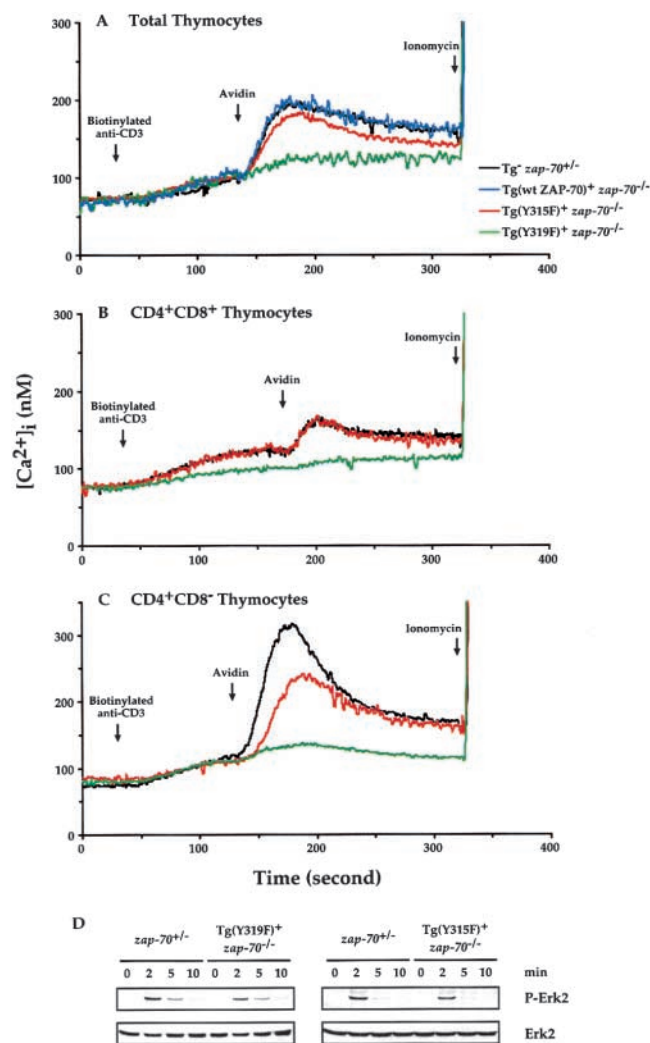 A Total Thymocytes
300
200
100
0
0 100 200 300 400
Biotinylated
anti-CD3
Avidin
Ionomycin
Tg⁻ zap-70⁺/⁻
Tg(wt ZAP-70)⁺ zap-70⁻/⁻
Tg(Y315F)⁺ zap-70⁻/⁻
Tg(Y319F)⁺ zap-70⁻/⁻
B CD4⁺CD8⁺ Thymocytes
300
200
100
0
0 100 200 300 400
Biotinylated
anti-CD3
Avidin
Ionomycin
[Ca²⁺]ᵢ (nM)
C CD4⁺CD8⁻ Thymocytes
300
200
100
0
0 100 200 300 400
Biotinylated
anti-CD3
Avidin
Ionomycin
Time (second)
D
zap-70⁺/⁻ Tg(Y319F)⁺ zap-70⁻/⁻ zap-70⁺/⁻ Tg(Y315F)⁺ zap-70⁻/⁻
0 2 5 10 0 2 5 10 0 2 5 10 0 2 5 10 min
P-Erk2
Erk2